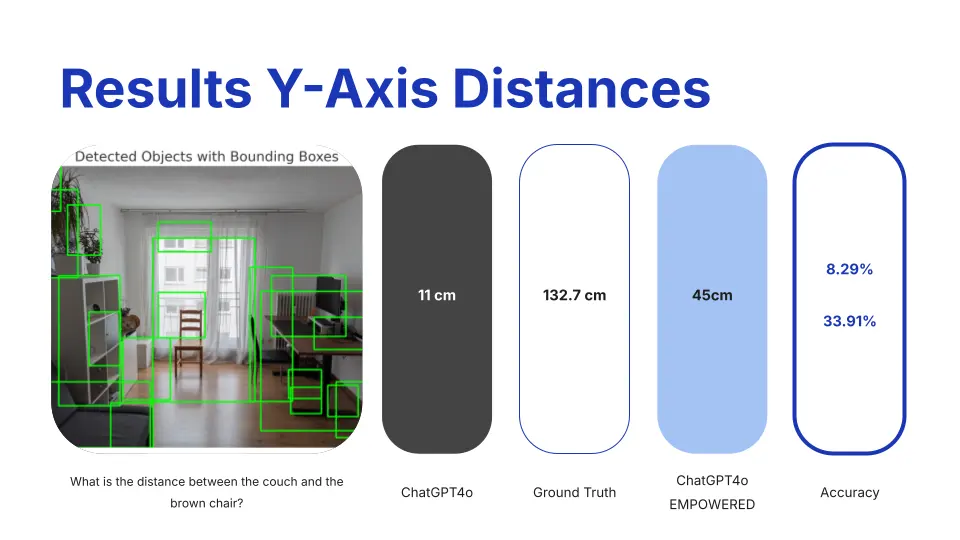 Results Y-Axis Distances
Detected Objects with Bounding Boxes
11 cm
132.7 cm
45cm
8.29%
33.91%
What is the distance between the couch and the
brown chair?
ChatGPT4o
Ground Truth
ChatGPT4o
EMPOWERED
Accuracy